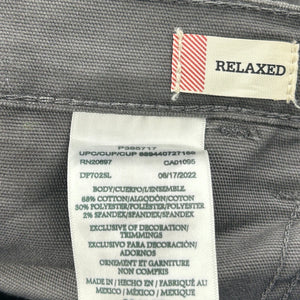 RELAXED
P398717
UPC/CUP/CUP 889440727186
RN20697 CA01095
DP702SL 08/17/2022
BODY/CUERPO/L'ENSEMBLE
68% COTTON/ALGODÓN/COTON
30% POLYESTER/POLIÉSTER/POLYESTER
2% SPANDEX/SPANDEX/SPANDEX
EXCLUSIVE OF DECORATION/
TRIMMINGS
EXCLUSIVO PARA DECORACIÓN/
ADORNOS
ORNEMENT ET GARNITURE
NON COMPRIS
MADE IN / HECHO EN / FABRIQUÉ AU
MEXICO / MÉXICO / MEXIQUE